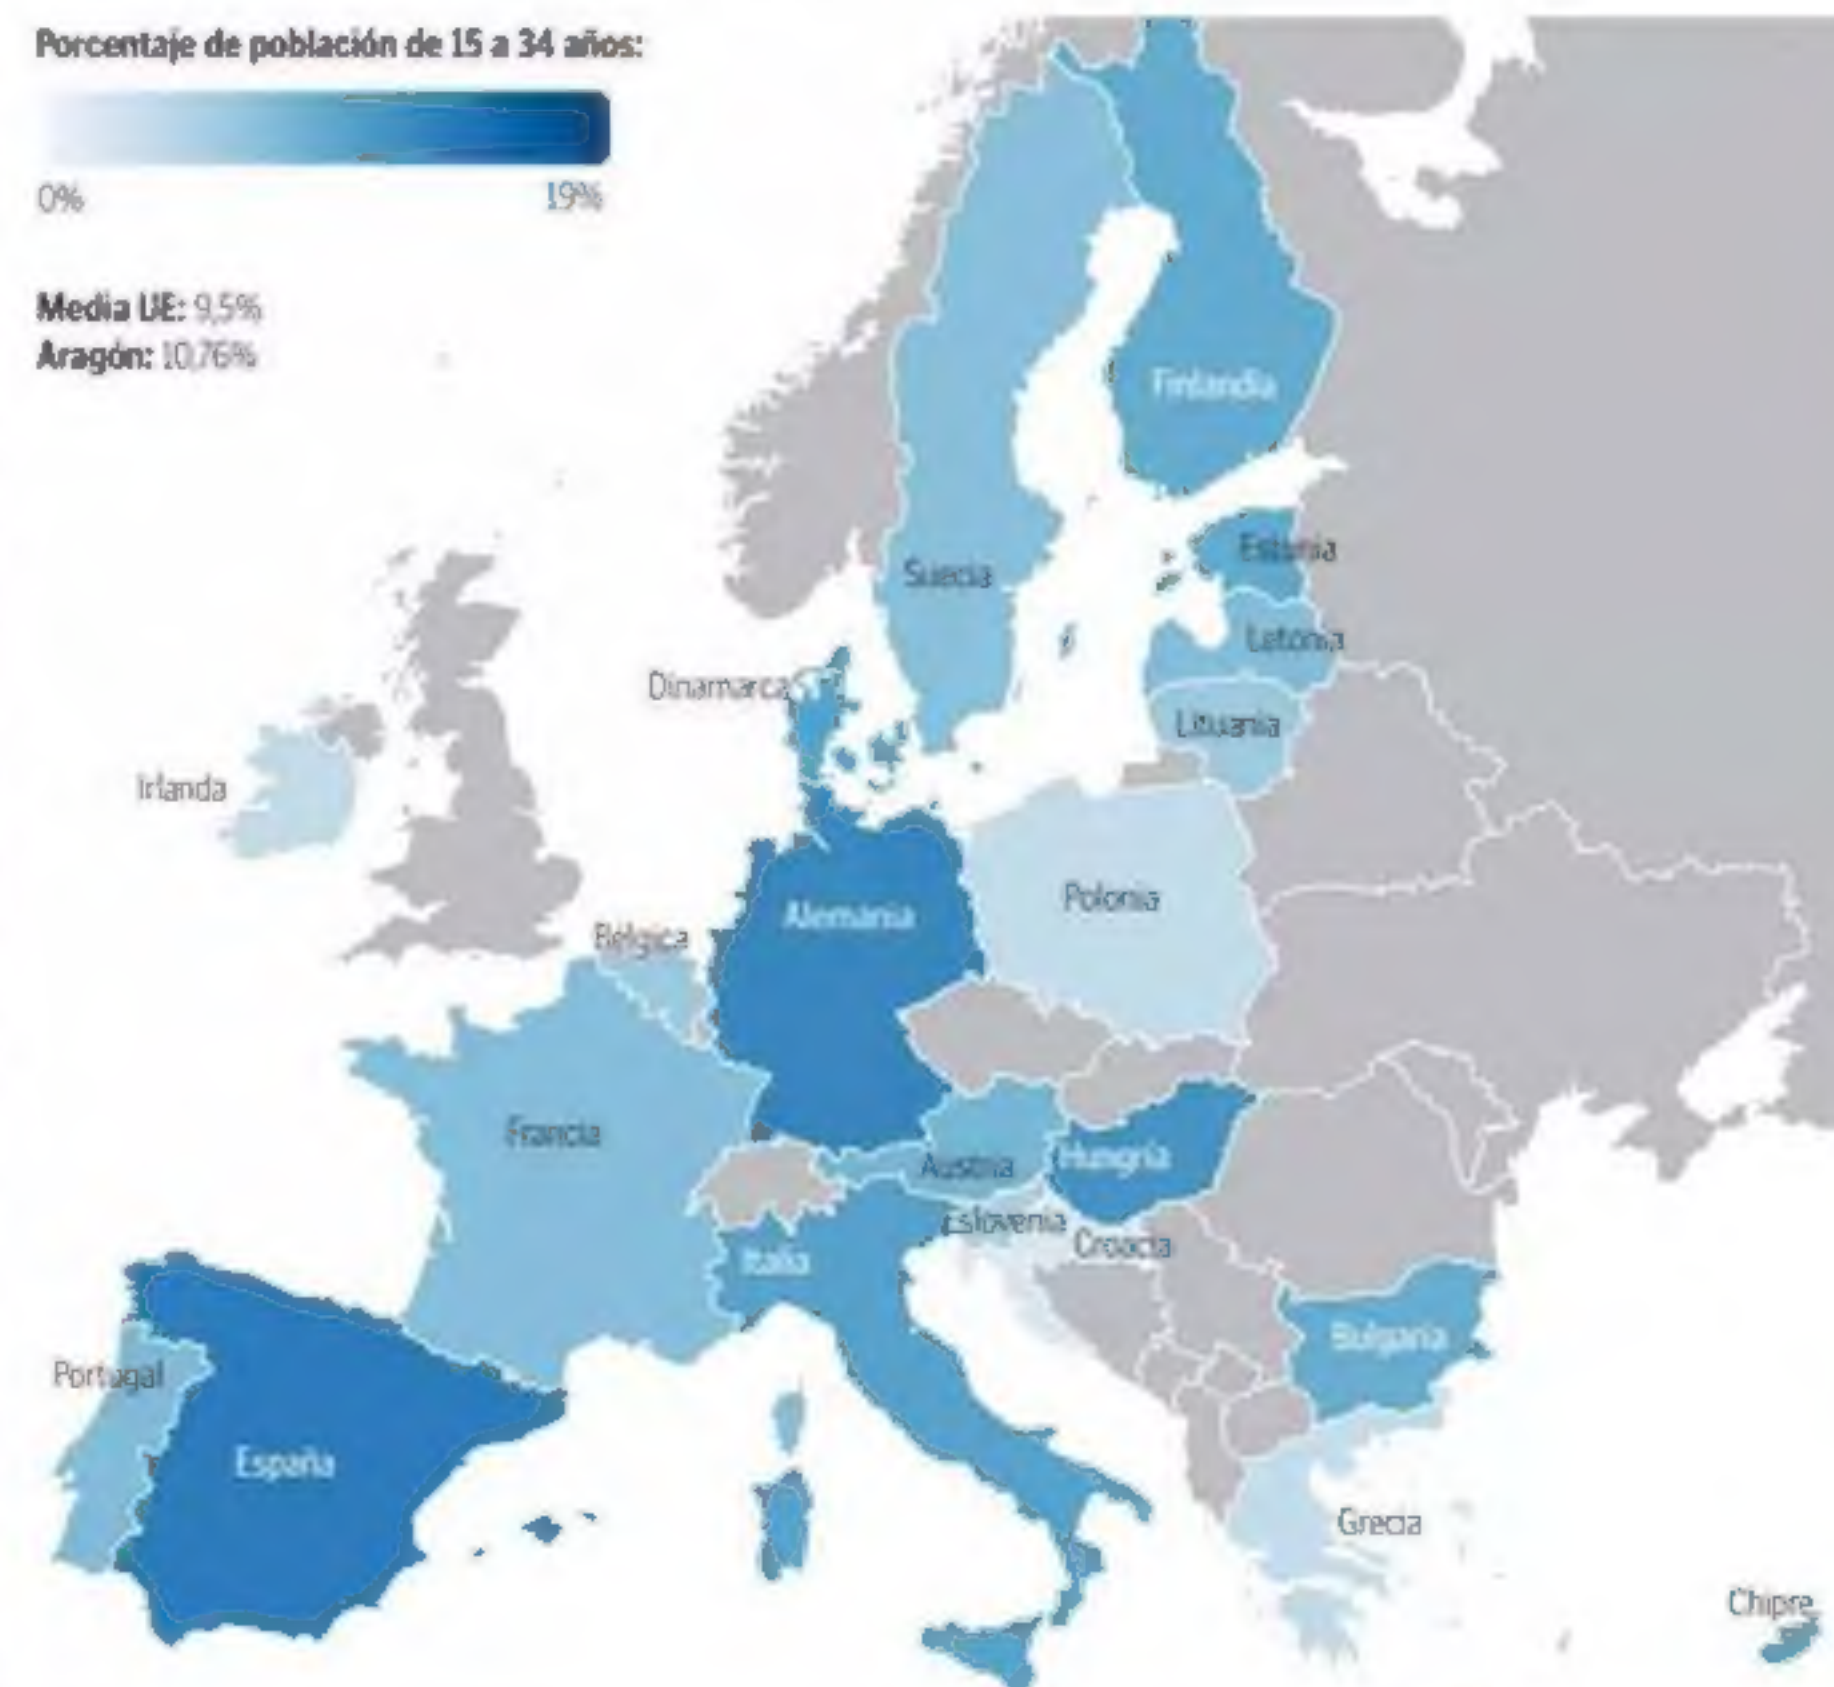 Porcentaje de población de 15 a 34 años:
0% 19%
Media UE: 9,5%
Aragón: 10,76%
Finlandia
Estonia
Suecia
Letonia
Dinamarca
Lituania
Irlanda
Polonia
Alemania
Bélgica
Francia
Austria
Hungría
Eslovenia
Croacia
Italia
Bulgaria
Portugal
España
Grecia
Chipre